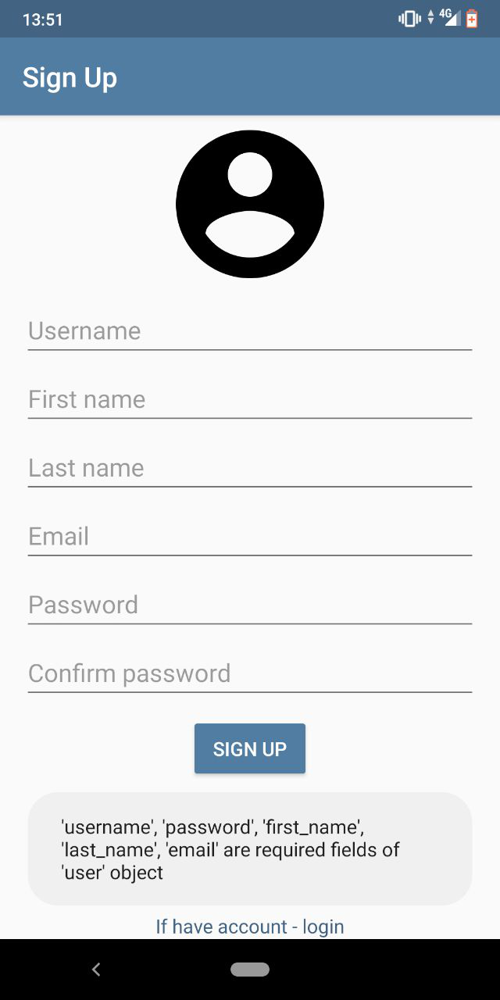 13:51
4G
Sign Up
Username
First name
Last name
Email
Password
Confirm password
SIGN UP
'username', 'password', 'first_name',
'last_name', 'email' are required fields of
'user' object
If have account - login